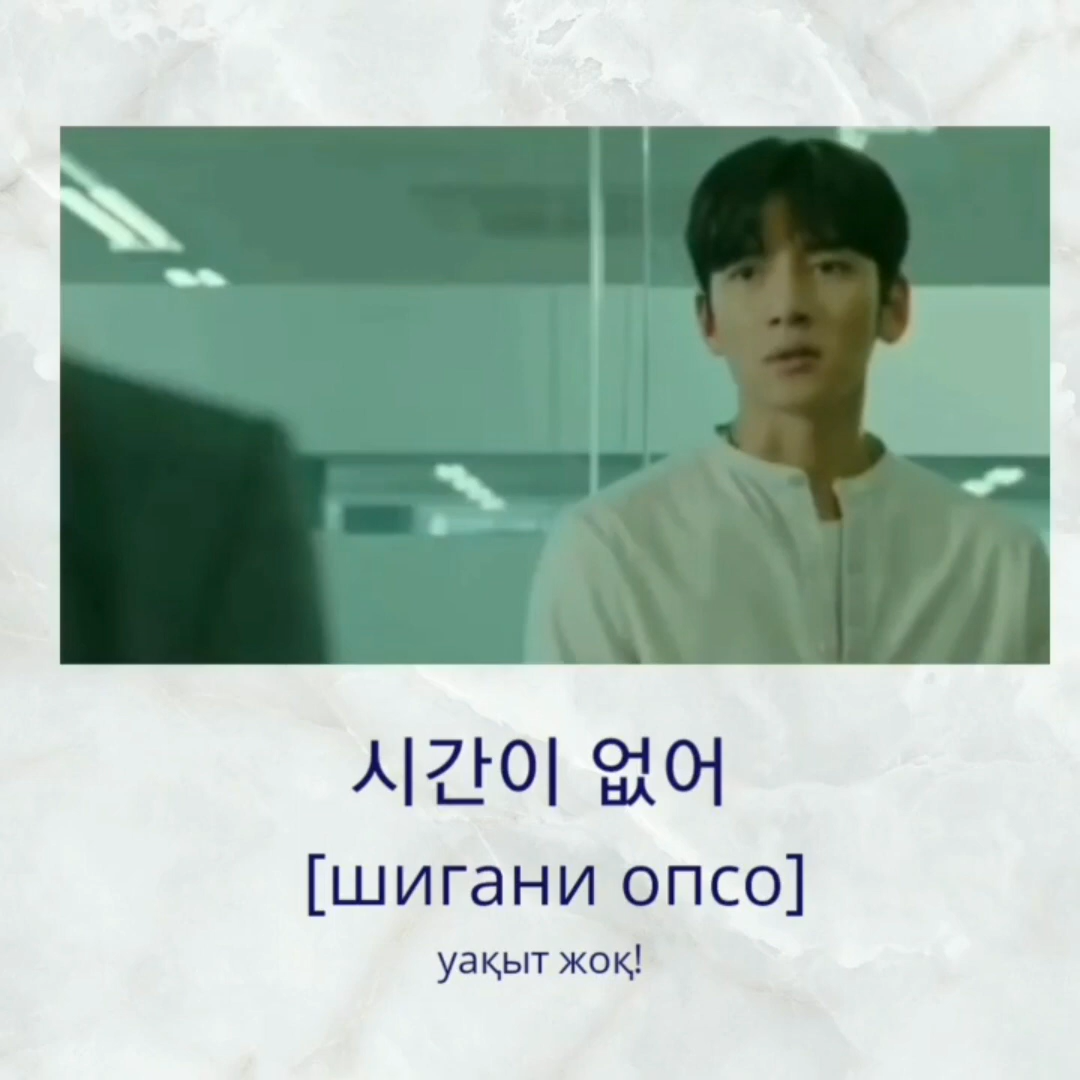 시간이 없어
[шигани опсо]
уақыт жоқ!